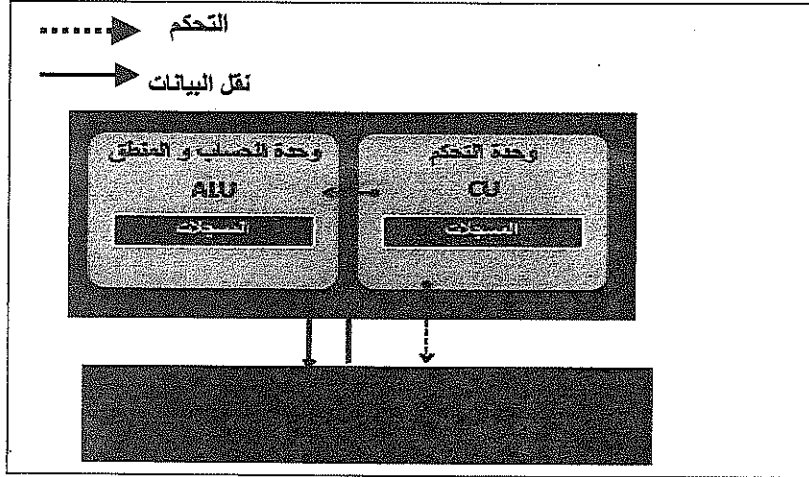 التحكم
نقل البيانات
وحدة التحكم
CU
المسجلات
وحدة الحساب و المنطق
ALU
المسجلات